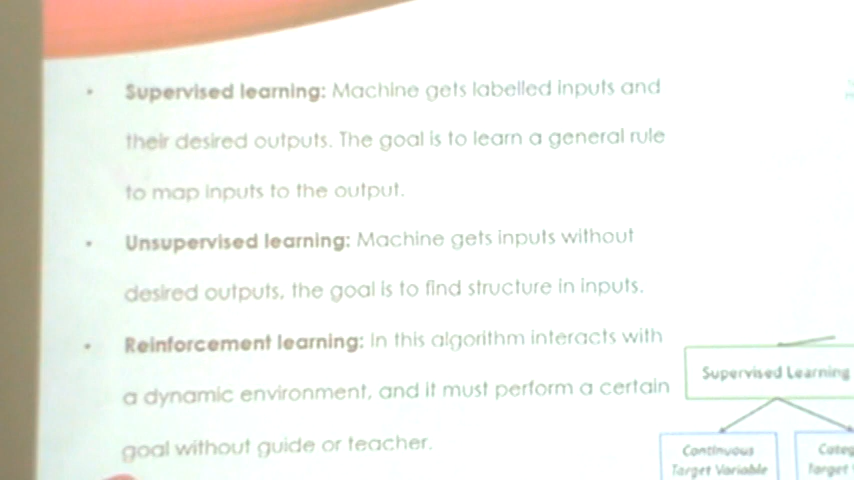 • Supervised learning: Machine gets labelled inputs and
their desired outputs. The goal is to learn a general rule
to map inputs to the output.
• Unsupervised learning: Machine gets inputs without
desired outputs, the goal is to find structure in inputs.
• Reinforcement learning: In this algorithm interacts with
a dynamic environment, and it must perform a certain
goal without guide or teacher.
Supervised Learning
Continuous
Target Variable
Categ
Target